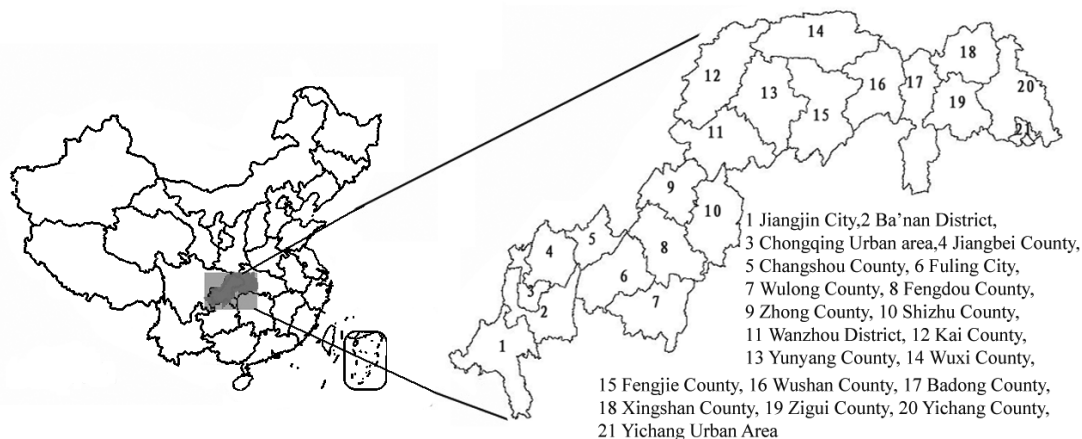 14
18
12
16
17
20
13
15
19
11
21
9
10
5
4
8
6
3
2
7
1
1 Jiangjin City,2 Ba’nan District,
3 Chongqing Urban area,4 Jiangbei County,
5 Changshou County, 6 Fuling City,
7 Wulong County, 8 Fengdou County,
9 Zhong County, 10 Shizhu County,
11 Wanzhou District, 12 Kai County,
13 Yunyang County, 14 Wuxi County,
15 Fengjie County, 16 Wushan County, 17 Badong County,
18 Xingshan County, 19 Zigui County, 20 Yichang County,
21 Yichang Urban Area